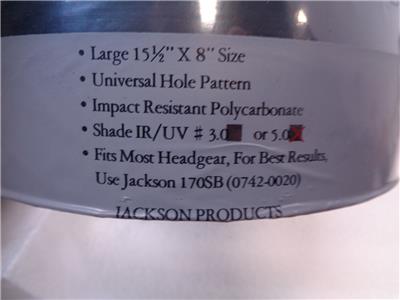 • Large 15½" X 8" Size
• Universal Hole Pattern
• Impact Resistant Polycarbonate
• Shade IR/UV # 3.0 or 5.0
• Fits Most Headgear, For Best Results,
Use Jackson 170SB (0742-0020)
JACKSON PRODUCTS